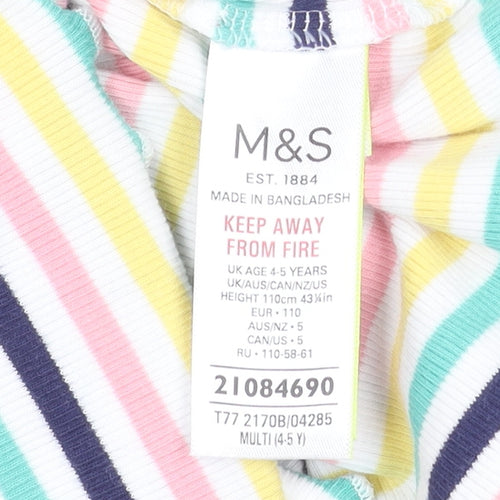 M&S
EST. 1884
MADE IN BANGLADESH
KEEP AWAY
FROM FIRE
UK AGE 4-5 YEARS
UK/AUS/CAN/NZ/US
HEIGHT 110cm 43¼in
EUR • 110
AUS/NZ • 5
CAN/US • 5
RU • 110-58-61
21084690
T77 2170B/04285
MULTI (4-5 Y)